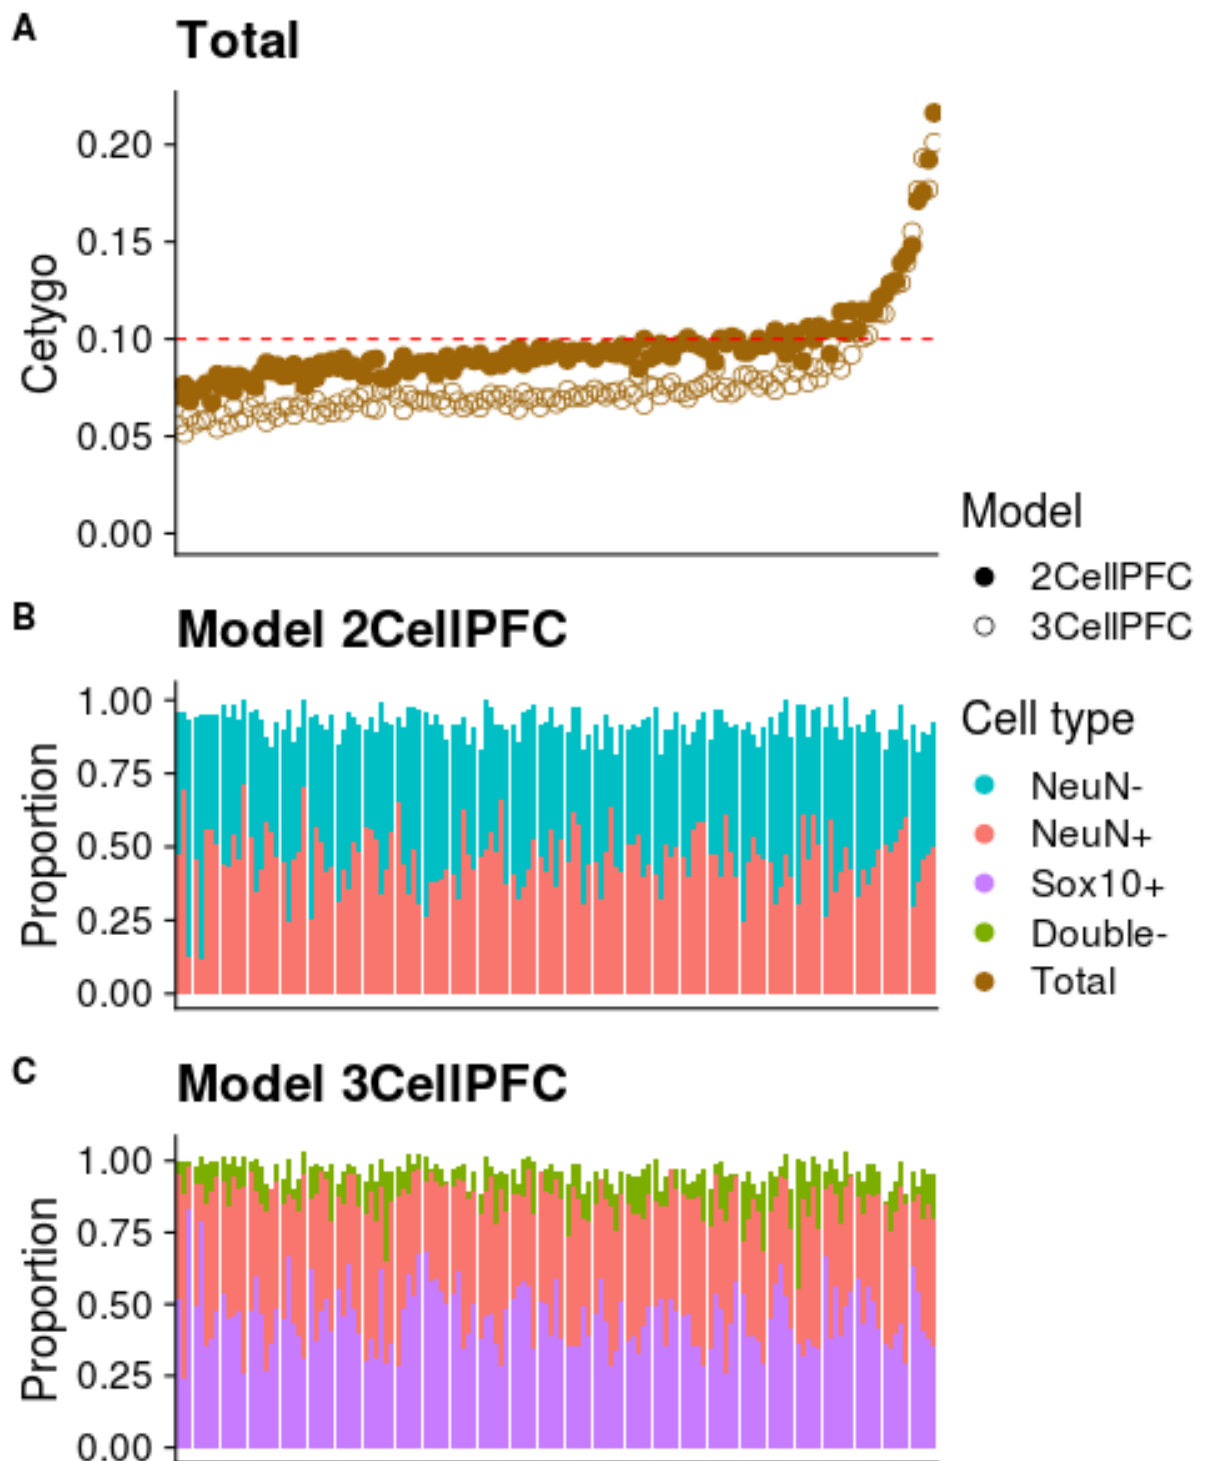 A
Total
0.20
0.15
0.10
0.05
0.00
Cetygo
Model
2CellPFC
3CellPFC
B
Model 2CellPFC
1.00
0.75
0.50
0.25
0.00
Proportion
Cell type
NeuN-
NeuN+
Sox10+
Double-
Total
C
Model 3CellPFC
1.00
0.75
0.50
0.25
0.00
Proportion